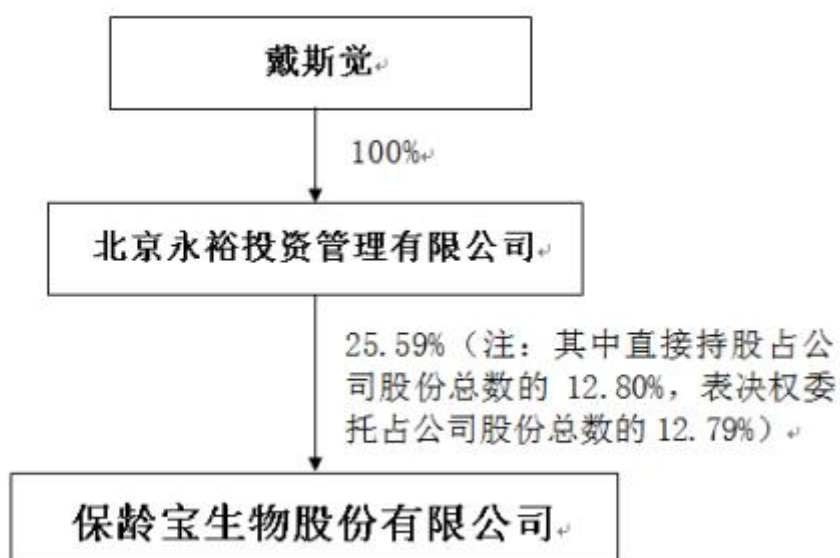 戴斯觉
100%
北京永裕投资管理有限公司
25.59%（注：其中直接持股占公
司股份总数的 12.80%，表决权委
托占公司股份总数的 12.79%）
保龄宝生物股份有限公司